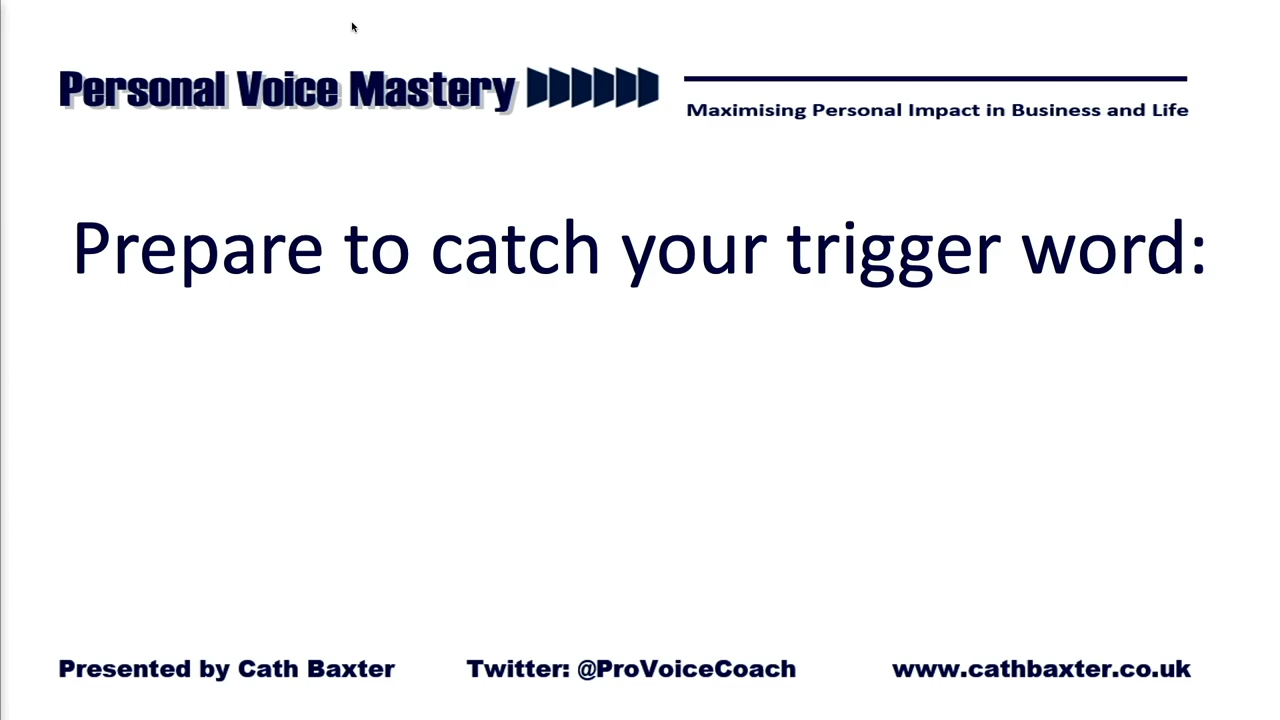 Personal Voice Mastery
Maximising Personal Impact in Business and Life
Prepare to catch your trigger word:
Presented by Cath Baxter
Twitter: @ProVoiceCoach
www.cathbaxter.co.uk